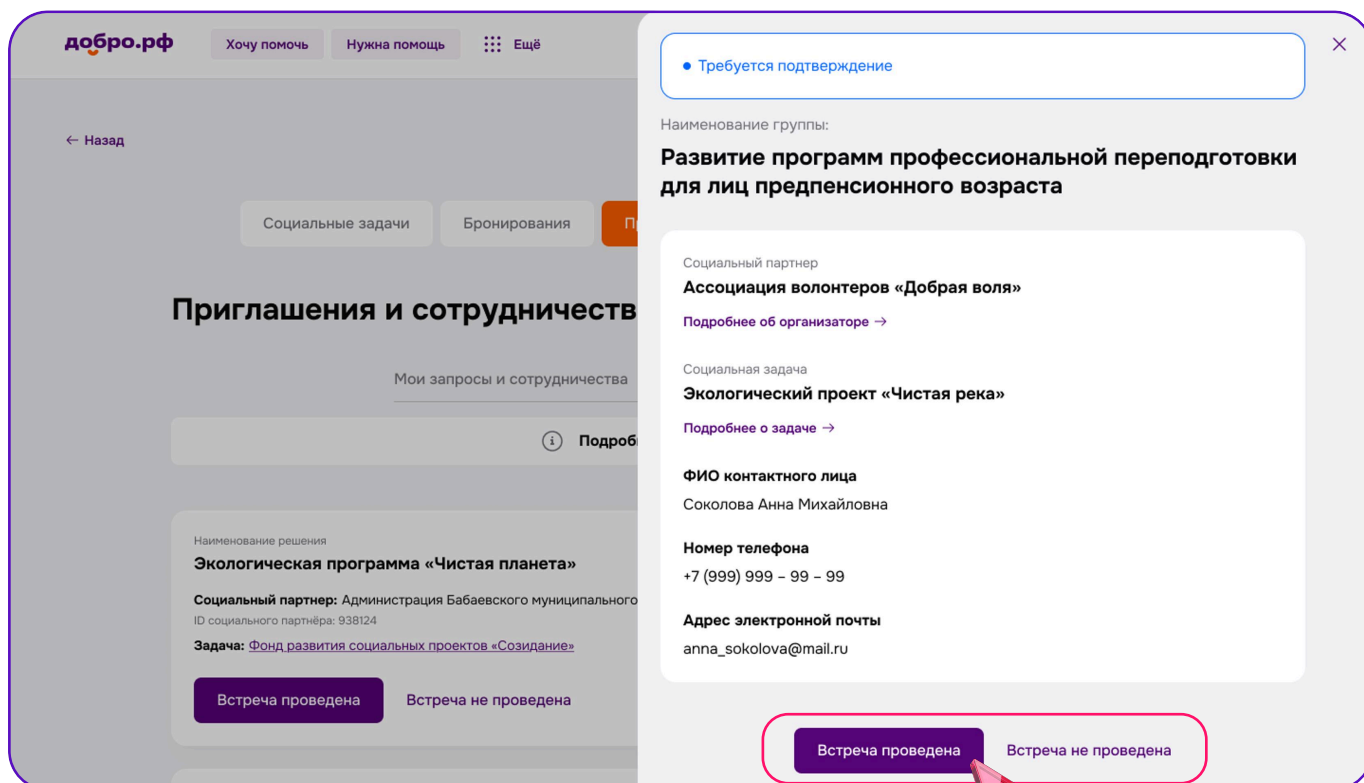 добро.рф
Хочу помочь
Нужна помощь
Ещё
← Назад
Социальные задачи
Бронирования
Приглашения и сотрудничеств
Мои запросы и сотрудничества
Наименование решения
Экологическая программа «Чистая планета»
Социальный партнер: Администрация Бабаевского муниципального
ID социального партнёра: 938124
Задача: Фонд развития социальных проектов «Созидание»
Встреча проведена
Встреча не проведена
Требуется подтверждение
Наименование группы:
Развитие программ профессиональной переподготовки
для лиц предпенсионного возраста
Социальный партнер
Ассоциация волонтеров «Добрая воля»
Подробнее об организаторе →
Социальная задача
Экологический проект «Чистая река»
Подробнее о задаче →
ФИО контактного лица
Соколова Анна Михайловна
Номер телефона
+7 (999) 999 – 99 – 99
Адрес электронной почты
anna_sokolova@mail.ru
Встреча проведена
Встреча не проведена